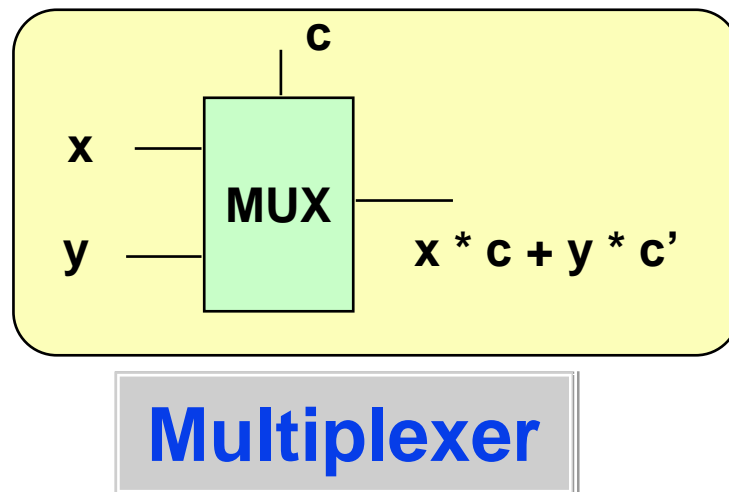 c
x
MUX
y
x * c + y * c’
Multiplexer